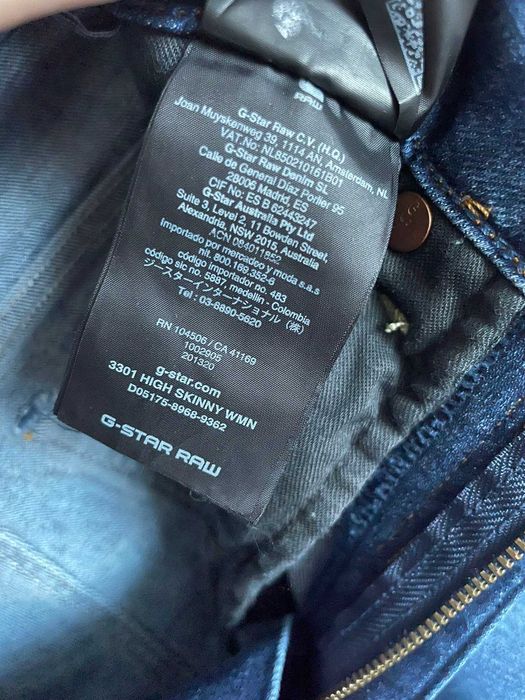 RAW
G-Star Raw C.V. (H.Q.)
Joan Muyskenweg 39, 1114 AN, Amsterdam, NL
VAT No: NL850210161B01
G-Star Raw Denim SL
Calle de General Diaz Porlier 95
28006 Madrid, ES
CIF No: ES B 62443247
G-Star Australia Pty Ltd
Suite 3, Level 2, 11 Bowden Street,
Alexandria, NSW 2015, Australia
ACN 084011952
Importado por mercadeo y moda s.a.s
nit. 800.169.352-6
código importador no. 483
código sic no. 5887, medellin - Colombia
ジースターインターナショナル (株)
Tel : 03-6890-5620
RN 104506 / CA 41169
1002905
201320
g-star.com
3301 HIGH SKINNY WMN
D05175-8968-9362
G-STAR RAW